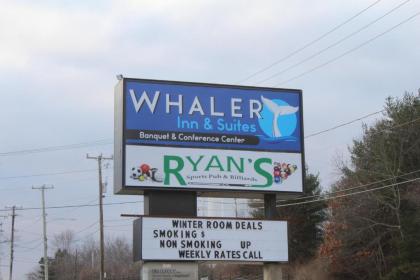 WHALER
Inn & Suites
Banquet & Conference Center
RYAN'S
Sports Pub & Billiards
WINTER ROOM DEALS
SMOKING $
NON SMOKING UP
WEEKLY RATES CALL